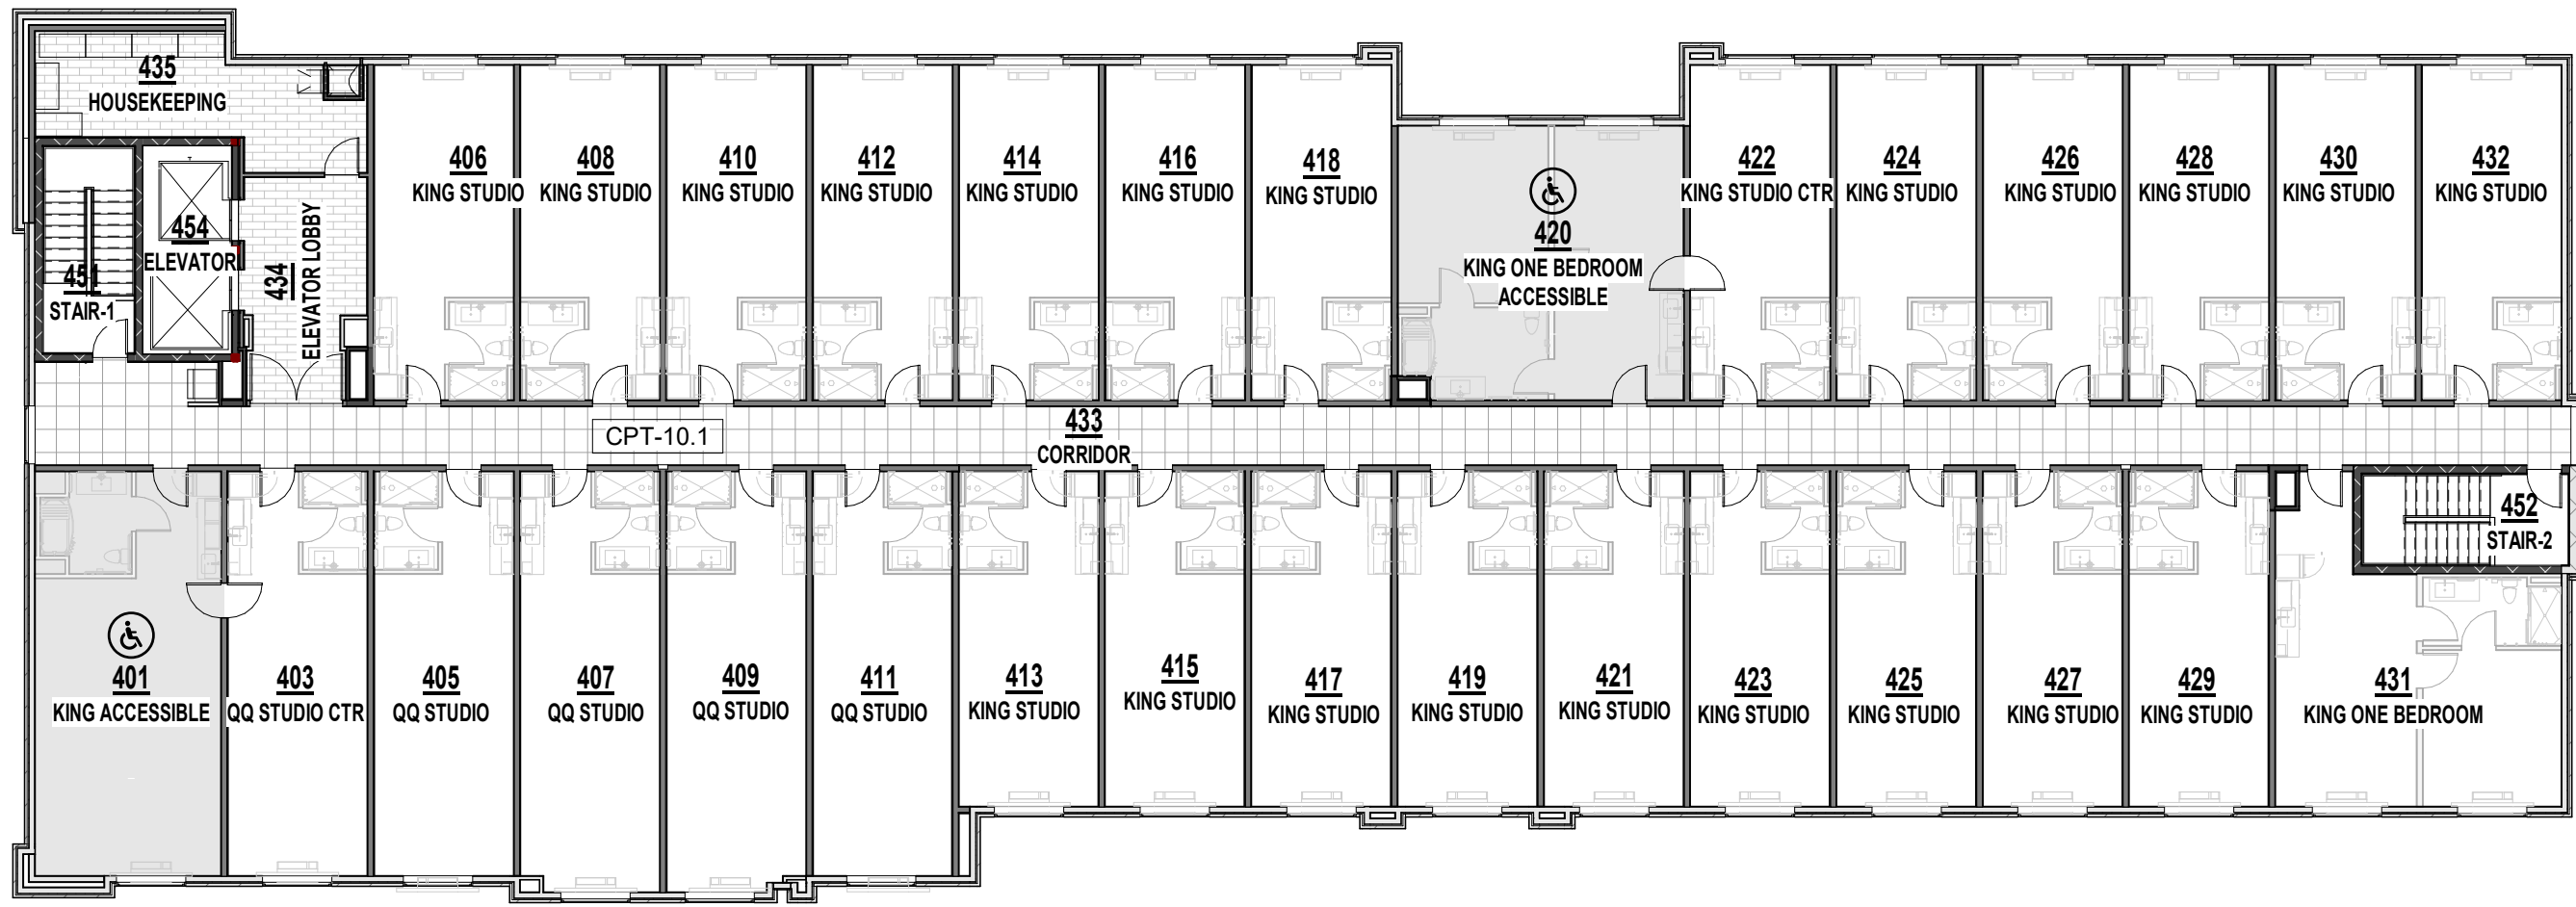 435
HOUSEKEEPING
406
KING STUDIO
408
KING STUDIO
410
KING STUDIO
412
KING STUDIO
414
KING STUDIO
416
KING STUDIO
418
KING STUDIO
420
KING ONE BEDROOM
ACCESSIBLE
422
KING STUDIO CTR
424
KING STUDIO
426
KING STUDIO
428
KING STUDIO
430
KING STUDIO
432
KING STUDIO
451
STAIR-1
454
ELEVATOR
434
ELEVATOR LOBBY
CPT-10.1
433
CORRIDOR
401
KING ACCESSIBLE
403
QQ STUDIO CTR
405
QQ STUDIO
407
QQ STUDIO
409
QQ STUDIO
411
QQ STUDIO
413
KING STUDIO
415
KING STUDIO
417
KING STUDIO
419
KING STUDIO
421
KING STUDIO
423
KING STUDIO
425
KING STUDIO
427
KING STUDIO
429
KING STUDIO
431
KING ONE BEDROOM
452
STAIR-2